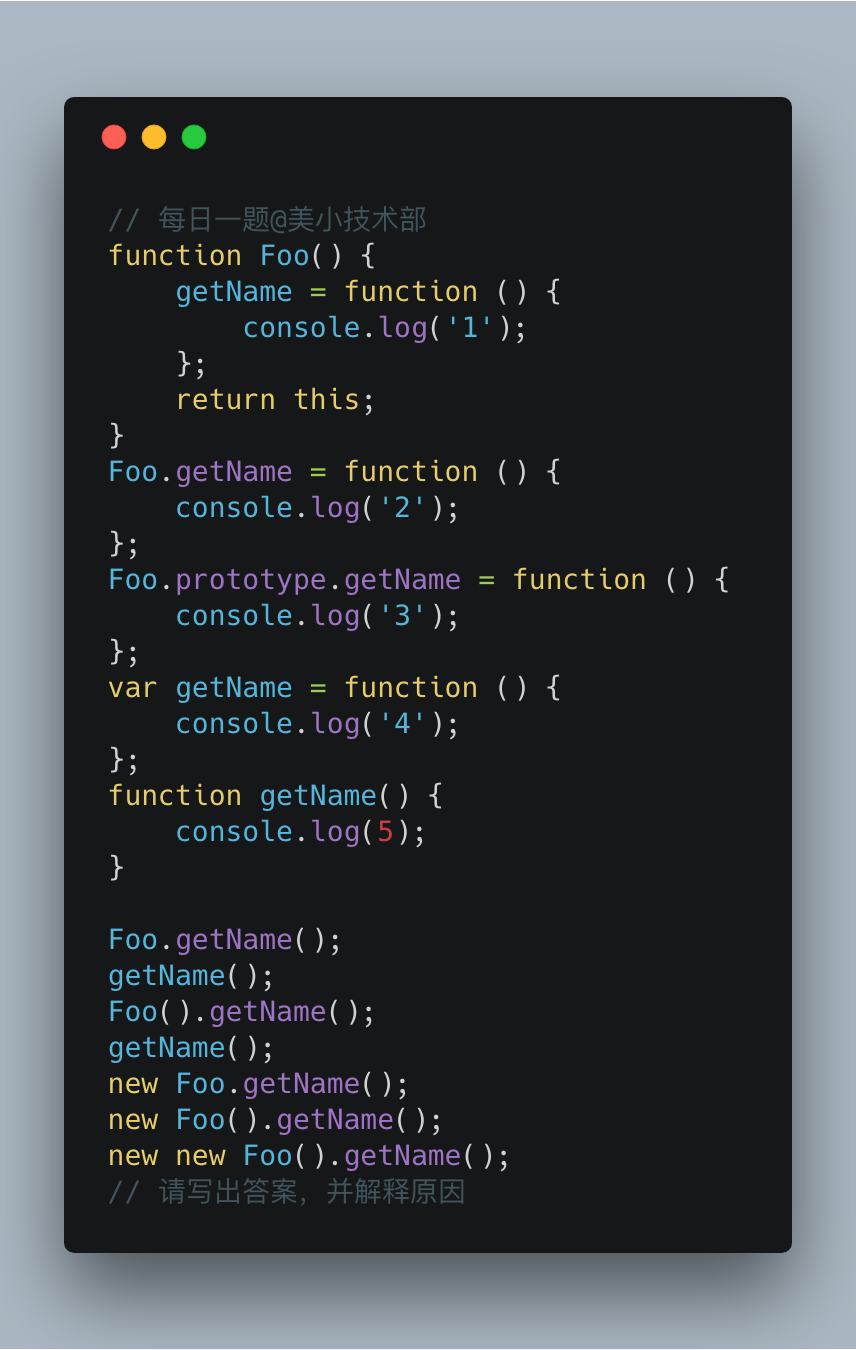 // 每日一题@美小技术部
function Foo() {
    getName = function () {
        console.log('1');
    };
    return this;
}
Foo.getName = function () {
    console.log('2');
};
Foo.prototype.getName = function () {
    console.log('3');
};
var getName = function () {
    console.log('4');
};
function getName() {
    console.log(5);
}

Foo.getName();
getName();
Foo().getName();
getName();
new Foo.getName();
new Foo().getName();
new new Foo().getName();
// 请写出答案，并解释原因